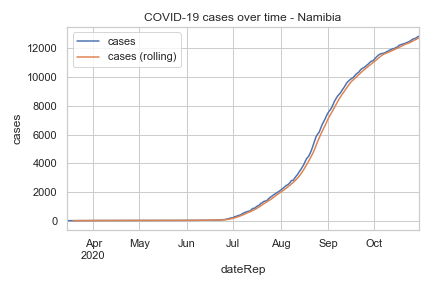 COVID-19 cases over time - Namibia
cases
cases (rolling)
12000
10000
8000
6000
4000
2000
0
cases
Apr May Jun Jul Aug Sep Oct
2020
dateRep